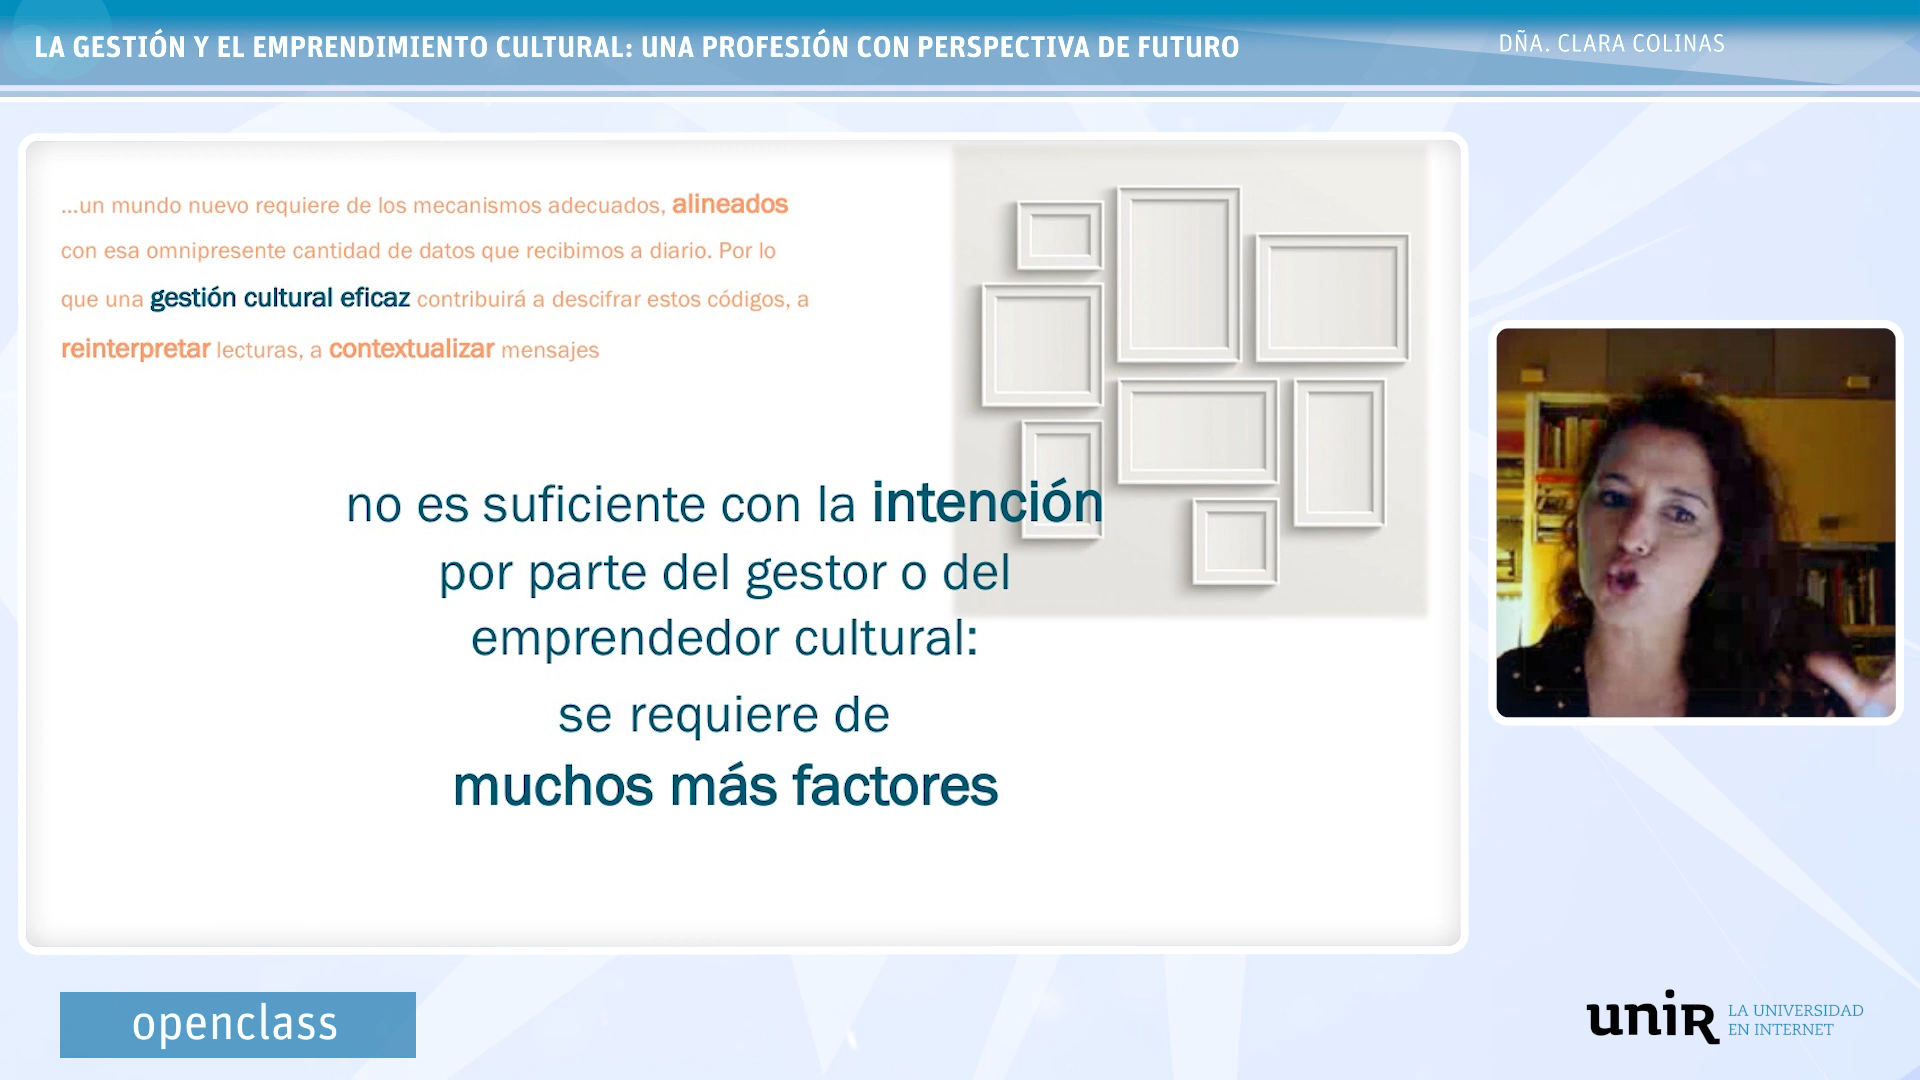 LA GESTIÓN Y EL EMPRENDIMIENTO CULTURAL: UNA PROFESIÓN CON PERSPECTIVA DE FUTURO
DÑA. CLARA COLINAS
...un mundo nuevo requiere de los mecanismos adecuados, alineados
con esa omnipresente cantidad de datos que recibimos a diario. Por lo
que una gestión cultural eficaz contribuirá a descifrar estos códigos, a
reinterpretar lecturas, a contextualizar mensajes
no es suficiente con la intención
por parte del gestor o del
emprendedor cultural:
se requiere de
muchos más factores
openclass
uniR
LA UNIVERSIDAD
EN INTERNET